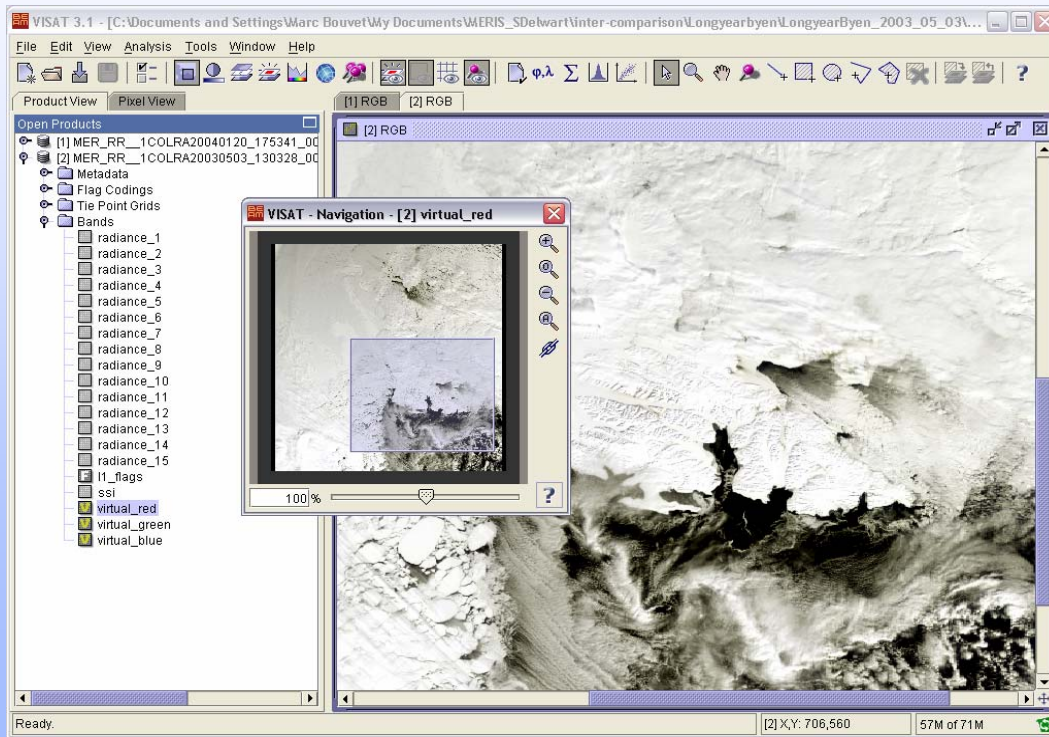 VISAT 3.1 - [C:\Documents and Settings\Marc Bouvet\My Documents\MERIS_SDelwart\inter-comparison\Longyearbyen\LongyearByen_2003_05_03\...
File Edit View Analysis Tools Window Help
φ,λ Σ ?
Product View Pixel View
[1] RGB [2] RGB
Open Products
[2] RGB
[1] MER_RR__1COLRA20040120_175341_00
[2] MER_RR__1COLRA20030503_130328_00
Metadata
Flag Codings
Tie Point Grids
Bands
radiance_1
radiance_2
radiance_3
radiance_4
radiance_5
radiance_6
radiance_7
radiance_8
radiance_9
radiance_10
radiance_11
radiance_12
radiance_13
radiance_14
radiance_15
F l1_flags
ssi
V virtual_red
V virtual_green
V virtual_blue
VISAT - Navigation - [2] virtual_red
100 %
?
Ready.
[2] X,Y: 706,560
57M of 71M